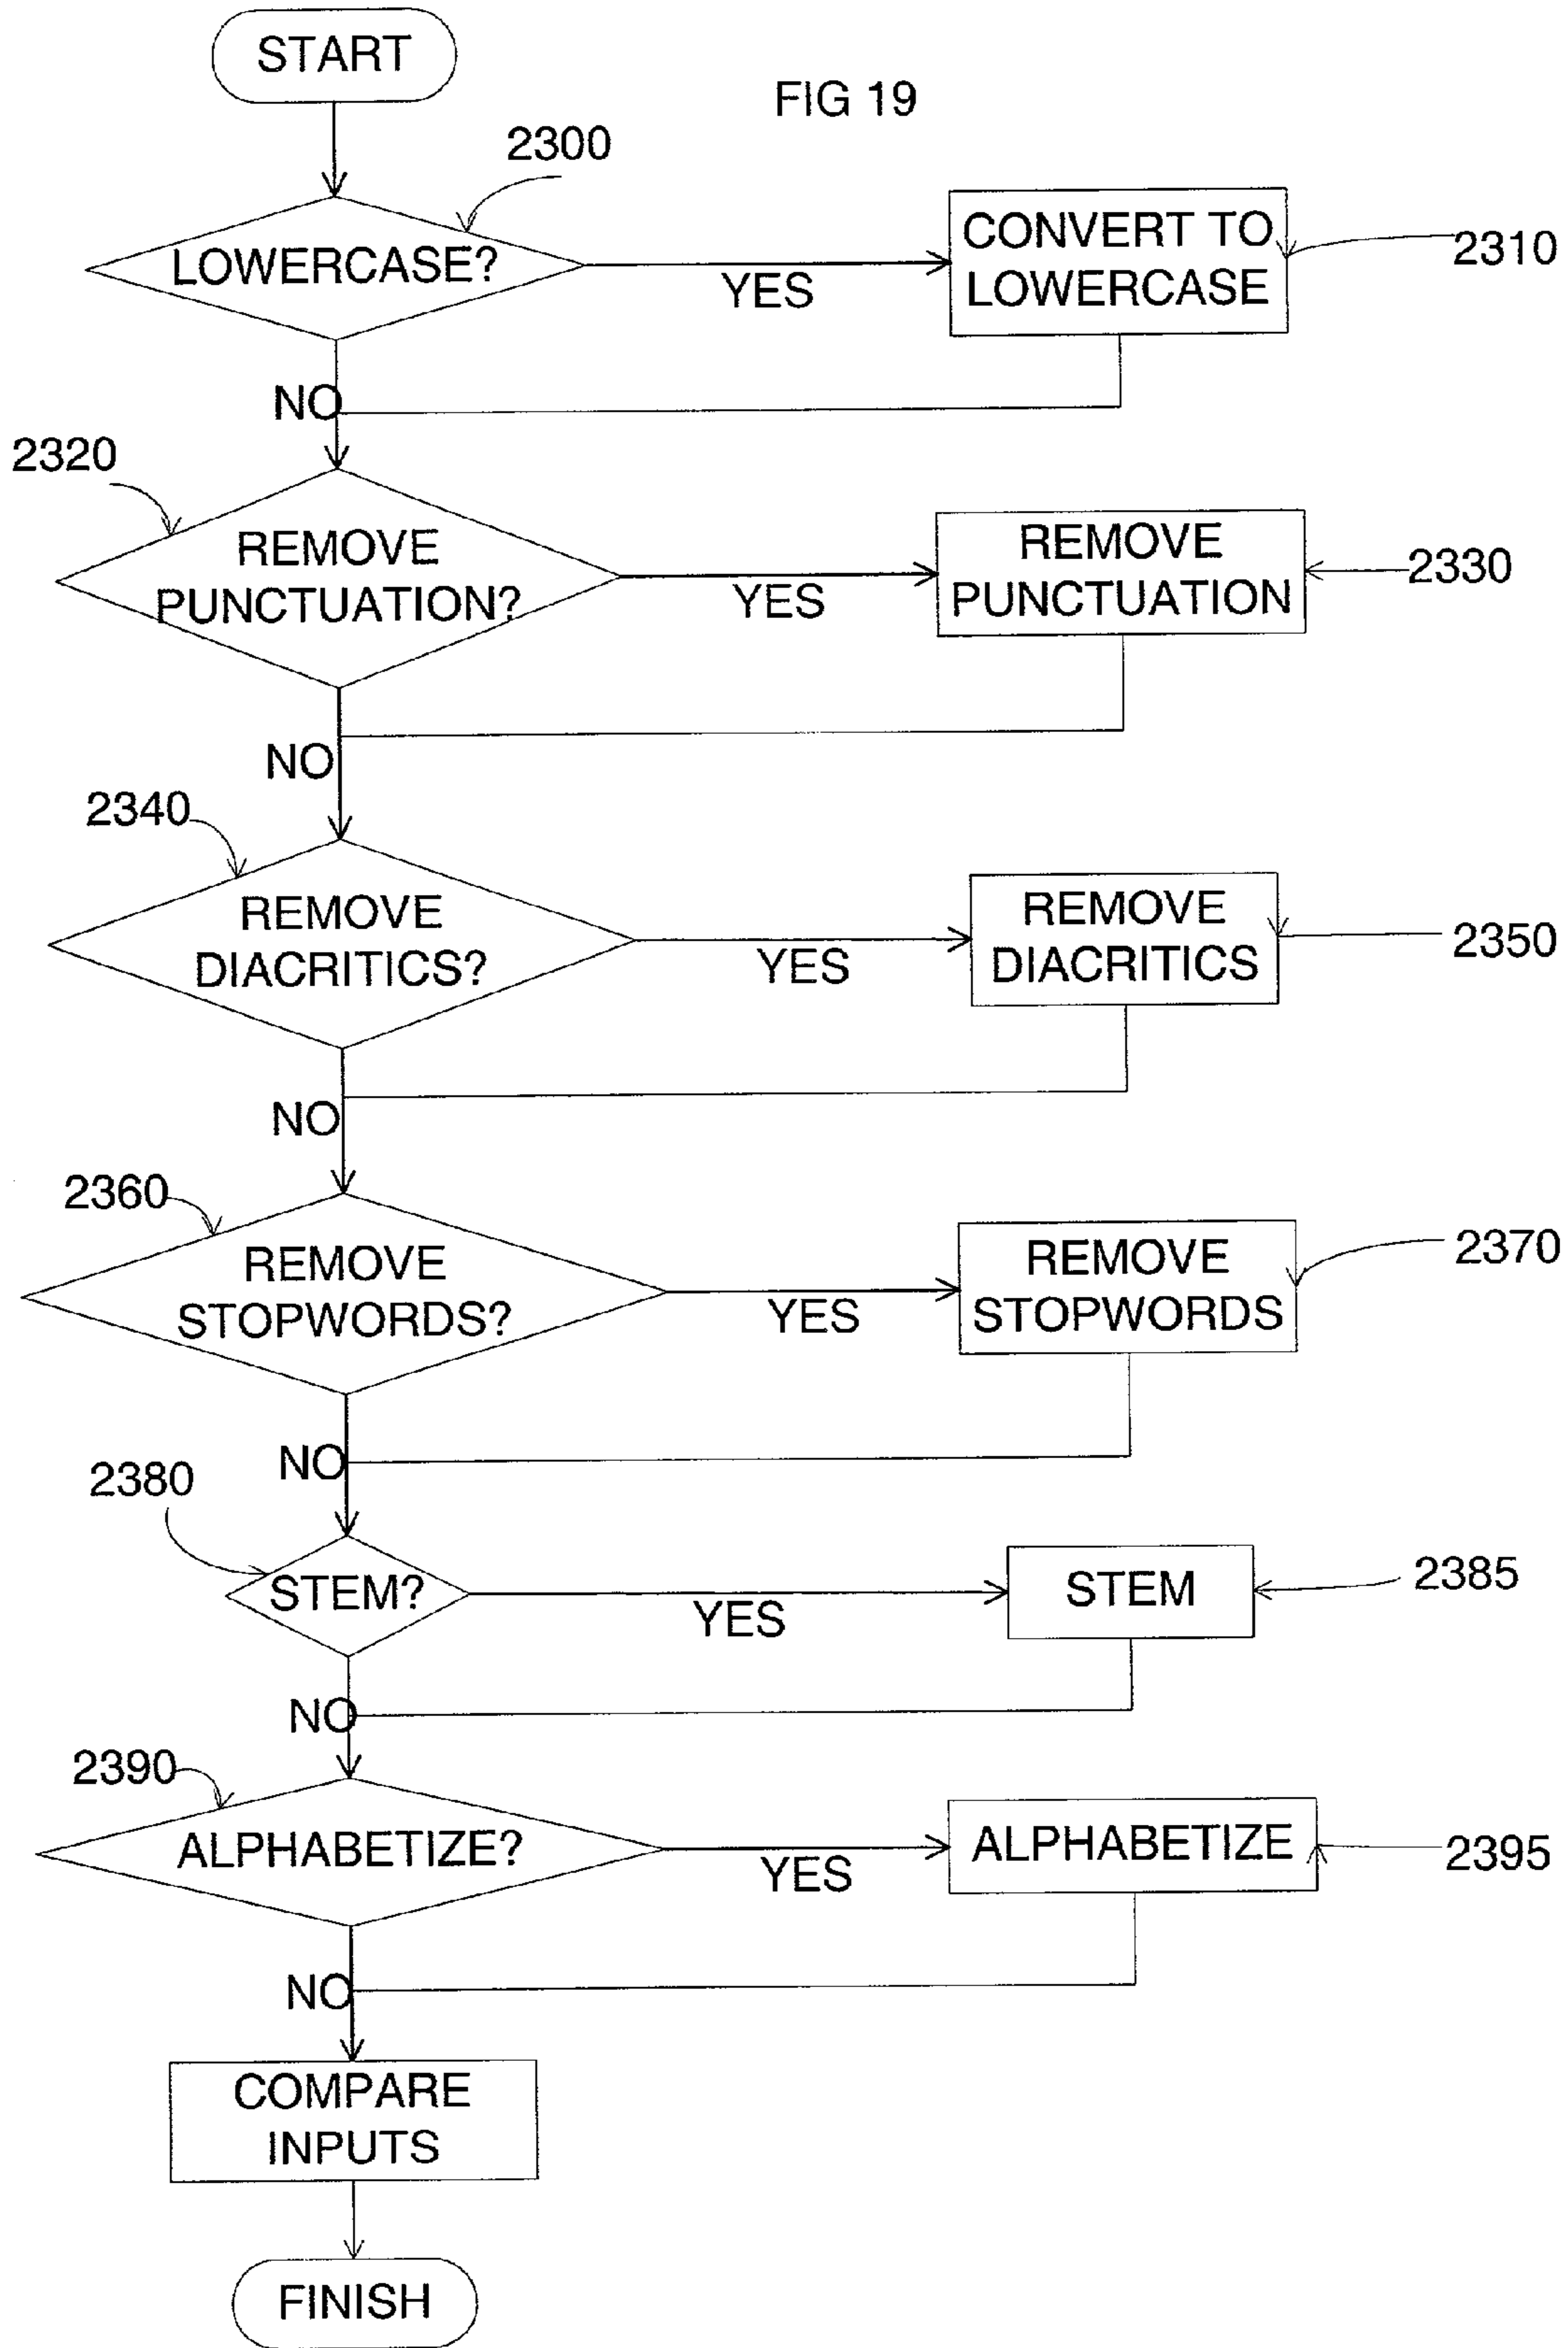 START
FIG 19
2300
LOWERCASE?
YES
CONVERT TO
LOWERCASE
2310
NO
2320
REMOVE
PUNCTUATION?
YES
REMOVE
PUNCTUATION
2330
NO
2340
REMOVE
DIACRITICS?
YES
REMOVE
DIACRITICS
2350
NO
2360
REMOVE
STOPWORDS?
YES
REMOVE
STOPWORDS
2370
NO
2380
STEM?
YES
STEM
2385
NO
2390
ALPHABETIZE?
YES
ALPHABETIZE
2395
NO
COMPARE
INPUTS
FINISH